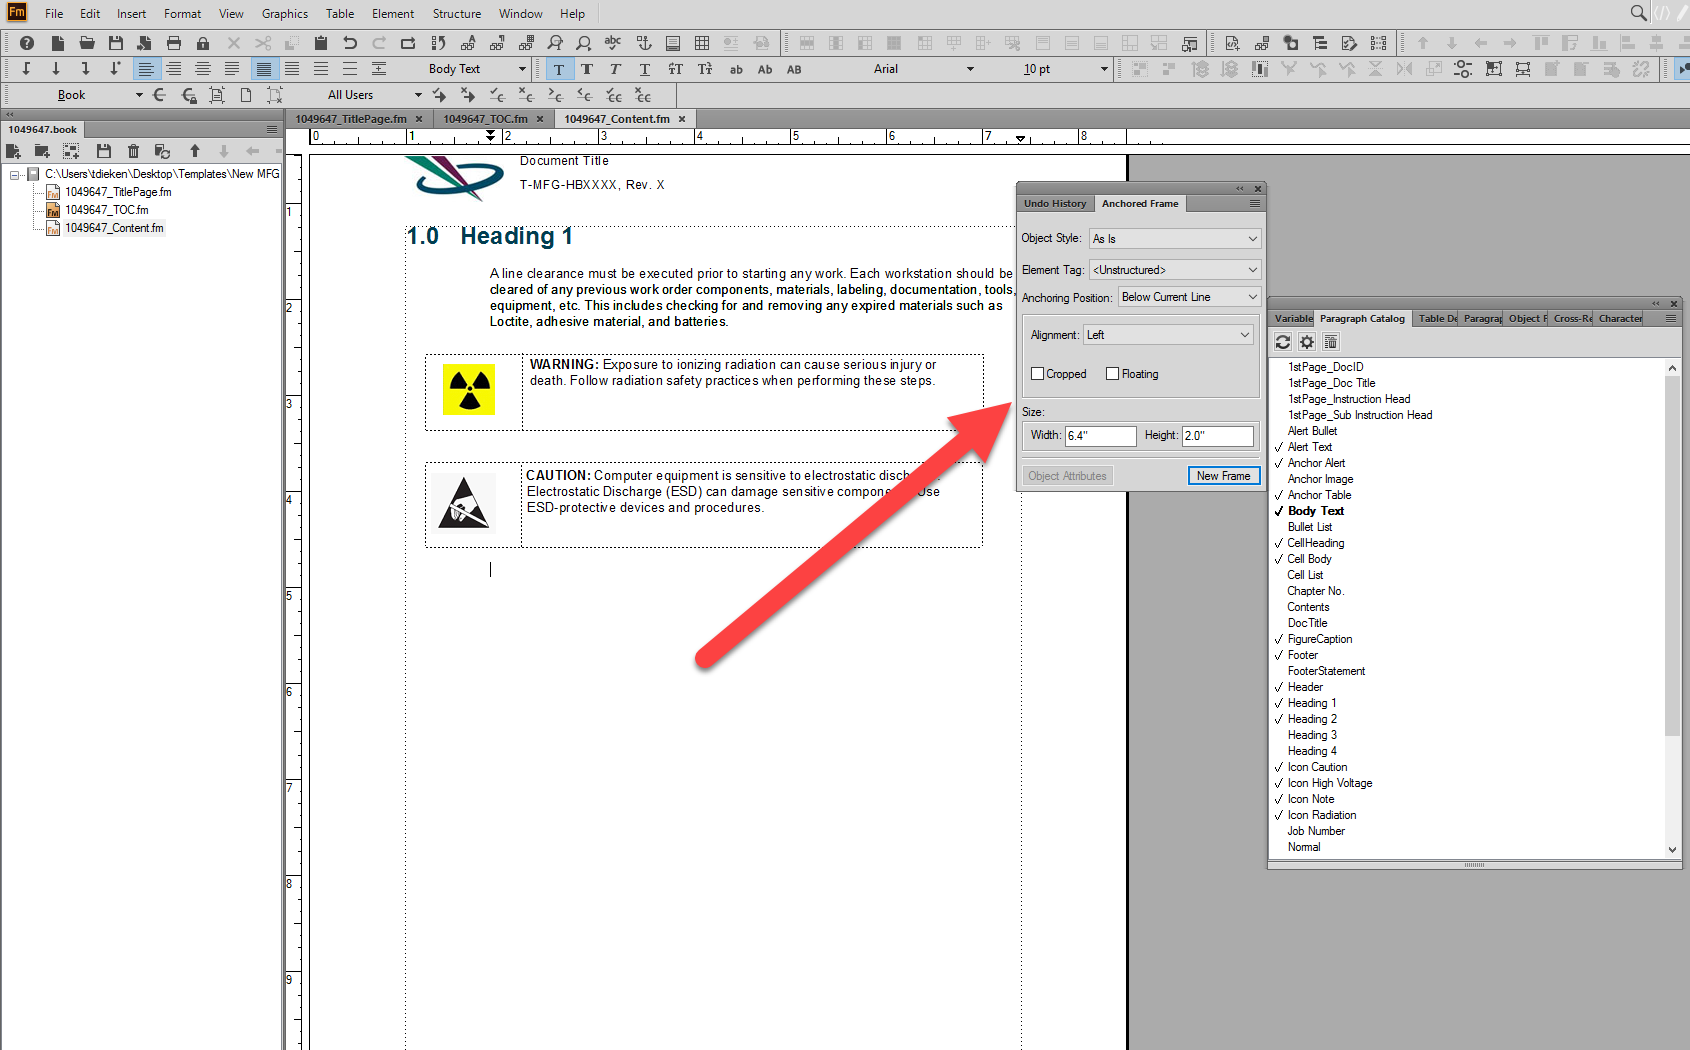 Fm File Edit Insert Format View Graphics Table Element Structure Window Help
Body Text Arial 10 pt
Book All Users
1049647.book
C:\Users\tdieken\Desktop\Templates\New MFG
1049647_TitlePage.fm
1049647_TOC.fm
1049647_Content.fm
1049647_TitlePage.fm 1049647_TOC.fm 1049647_Content.fm
0 1 2 3 4 5 6 7 8
1
2
3
4
5
6
7
8
9
Document Title
T-MFG-HBXXXX, Rev. X
1.0 Heading 1
A line clearance must be executed prior to starting any work. Each workstation should be
cleared of any previous work order components, materials, labeling, documentation, tools,
equipment, etc. This includes checking for and removing any expired materials such as
Loctite, adhesive material, and batteries.
WARNING: Exposure to ionizing radiation can cause serious injury or
death. Follow radiation safety practices when performing these steps.
CAUTION: Computer equipment is sensitive to electrostatic disch
Electrostatic Discharge (ESD) can damage sensitive compon Use
ESD-protective devices and procedures.
Undo History Anchored Frame
Object Style: As Is
Element Tag: <Unstructured>
Anchoring Position: Below Current Line
Alignment: Left
Cropped Floating
Size:
Width: 6.4" Height: 2.0"
Object Attributes New Frame
Variable Paragraph Catalog Table De Paragrap Object F Cross-Re Character
1stPage_DocID
1stPage_Doc Title
1stPage_Instruction Head
1stPage_Sub Instruction Head
Alert Bullet
Alert Text
Anchor Alert
Anchor Image
Anchor Table
Body Text
Bullet List
CellHeading
Cell Body
Cell List
Chapter No.
Contents
DocTitle
FigureCaption
Footer
FooterStatement
Header
Heading 1
Heading 2
Heading 3
Heading 4
Icon Caution
Icon High Voltage
Icon Note
Icon Radiation
Job Number
Normal